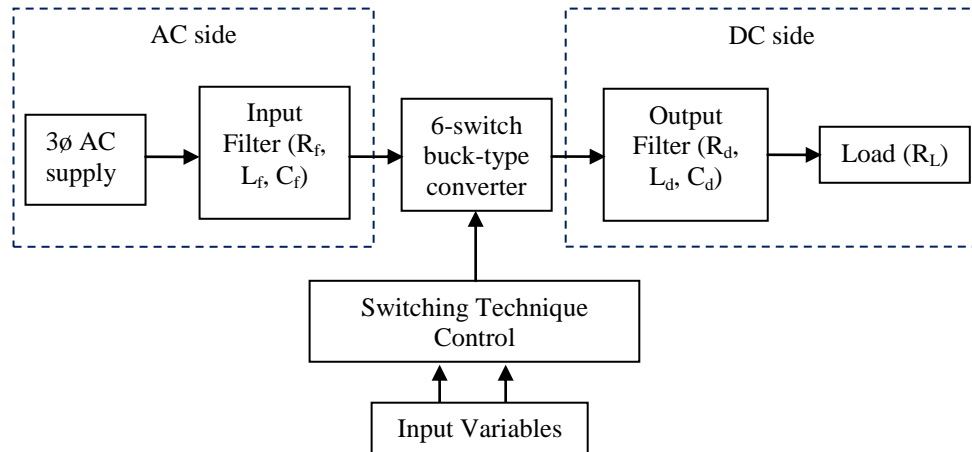 AC side
DC side
3ø AC
supply
Input
Filter (Rf,
Lf, Cf)
6-switch
buck-type
converter
Output
Filter (Rd,
Ld, Cd)
Load (RL)
Switching Technique
Control
Input Variables